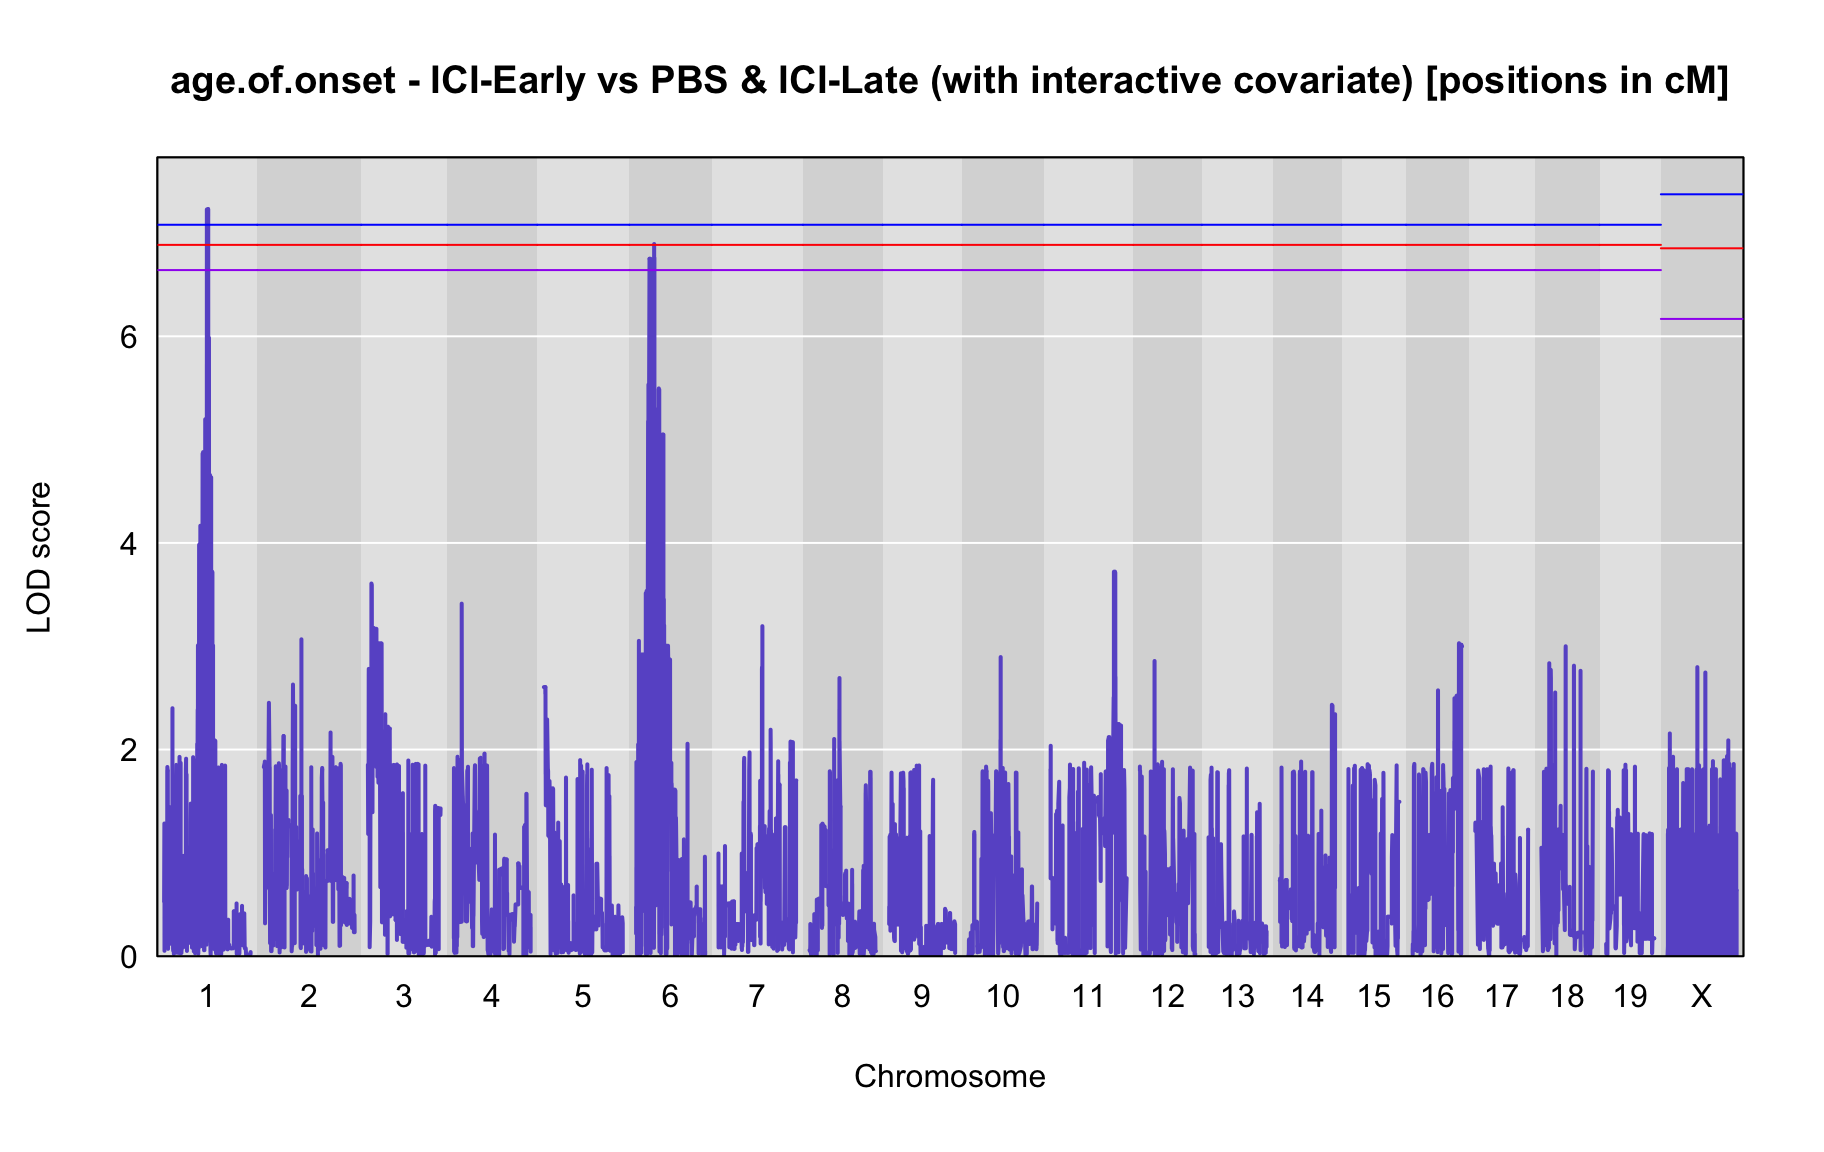 age.of.onset - ICI-Early vs PBS & ICI-Late (with interactive covariate) [positions in cM]
LOD score
6
4
2
0
1 2 3 4 5 6 7 8 9 10 11 12 13 14 15 16 17 18 19 X
Chromosome